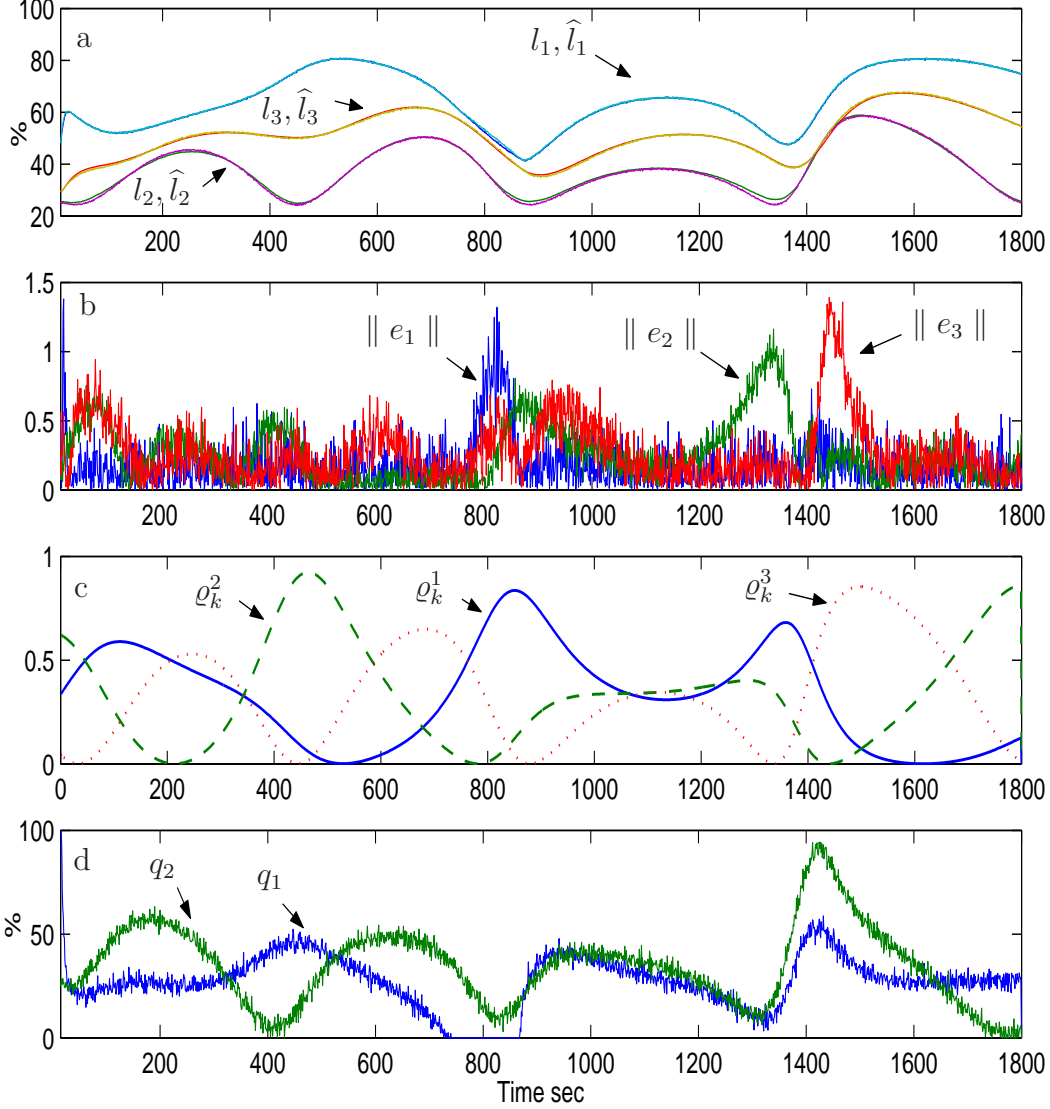 100
a
l₁, l̂₁
80
l₃, l̂₃
60
%
40
l₂, l̂₂
20
200 400 600 800 1000 1200 1400 1600 1800
1.5
b
‖ e₁ ‖ ‖ e₂ ‖ ‖ e₃ ‖
1
0.5
0
200 400 600 800 1000 1200 1400 1600 1800
1
c
ϱ²ₖ ϱ¹ₖ ϱ³ₖ
0.5
0
0 200 400 600 800 1000 1200 1400 1600 1800
100
d
q₂ q₁
%
50
0
200 400 600 800 1000 1200 1400 1600 1800
Time sec